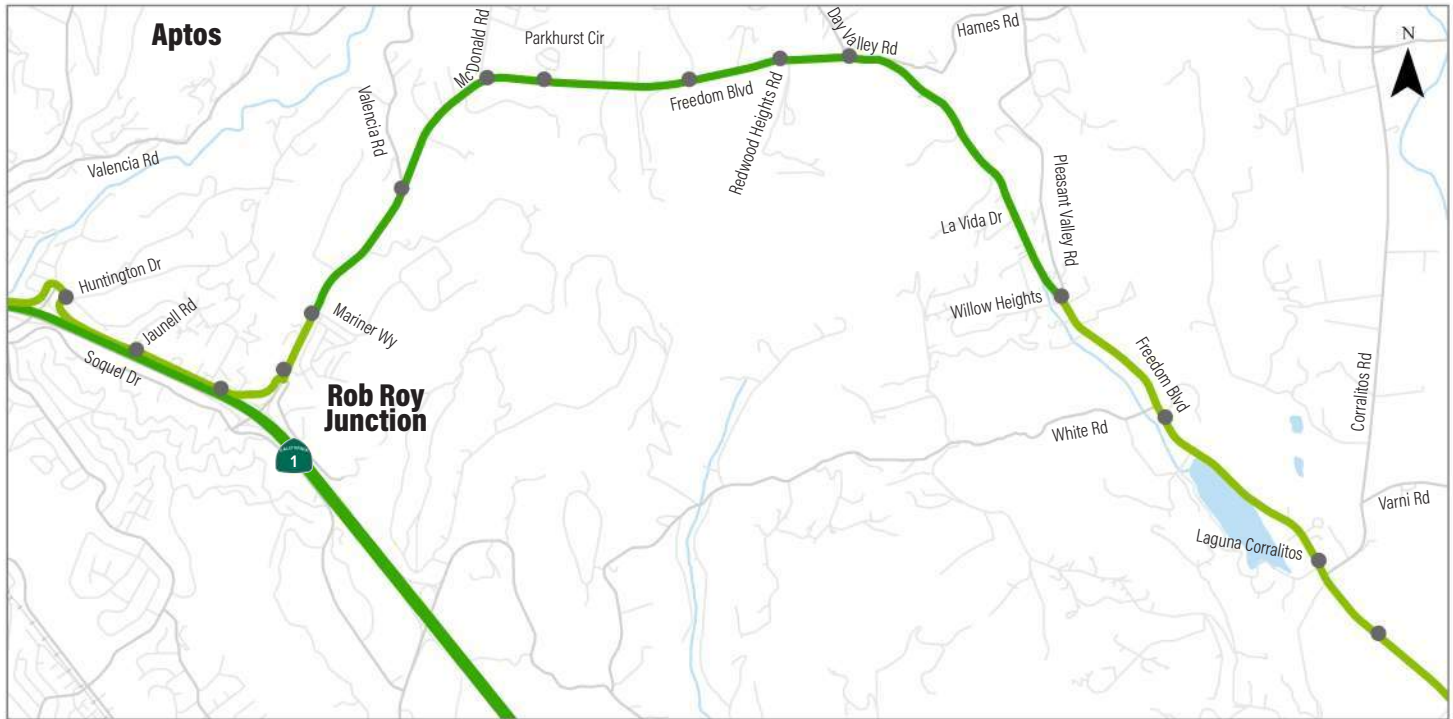 Aptos
McDonald Rd
Parkhurst Cir
Day Valley Rd
Hames Rd
N
Valencia Rd
Freedom Blvd
Redwood Heights Rd
Valencia Rd
Pleasant Valley Rd
La Vida Dr
Huntington Dr
Jaunell Rd
Mariner Wy
Willow Heights
Soquel Dr
Freedom Blvd
Corralitos Rd
Rob Roy
Junction
White Rd
CALIFORNIA
1
Varni Rd
Laguna Corralitos